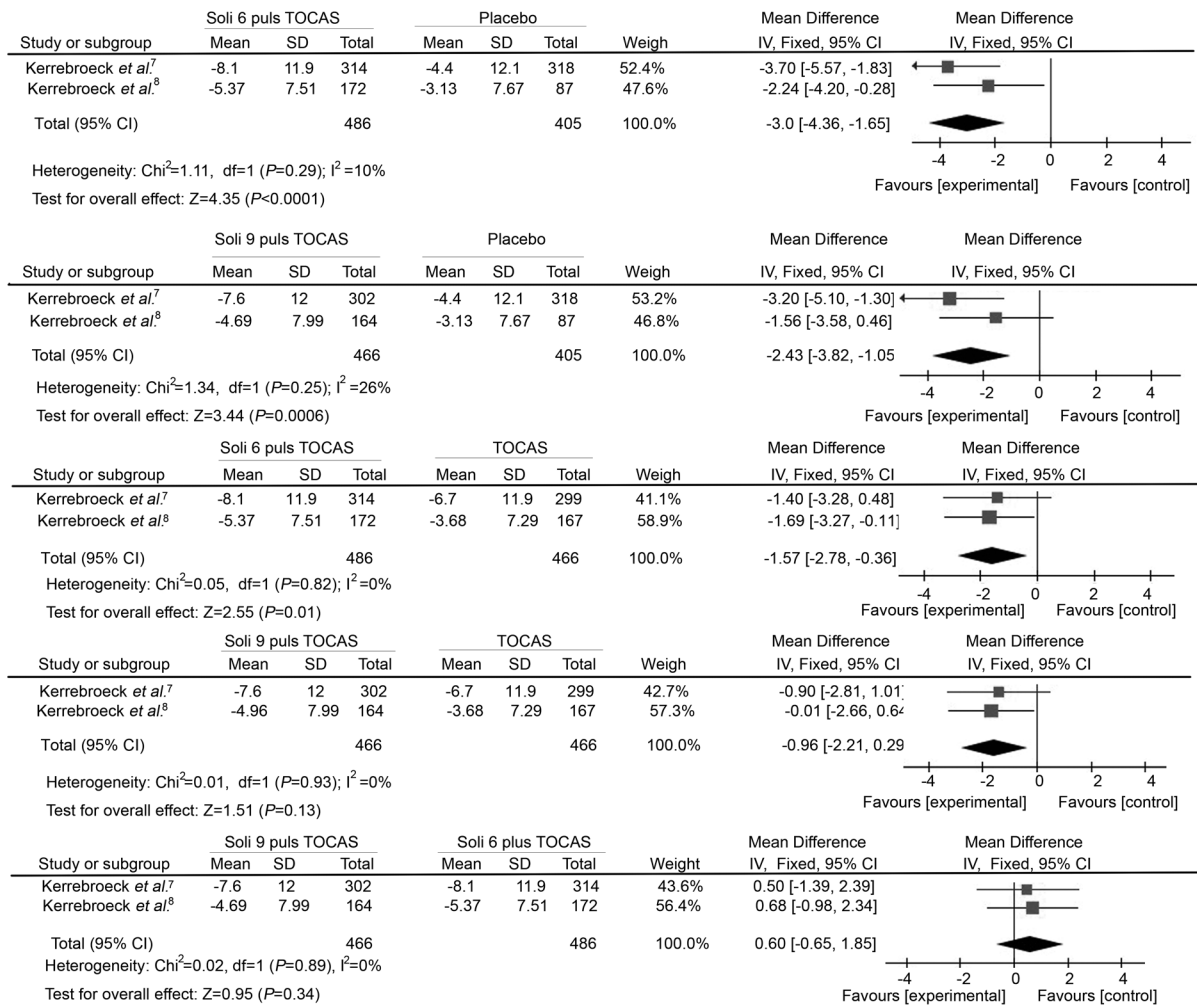 Soli 6 puls TOCAS Placebo Mean Difference Mean Difference
Study or subgroup Mean SD Total Mean SD Total Weigh IV, Fixed, 95% CI IV, Fixed, 95% CI
Kerrebroeck et al.7 -8.1 11.9 314 -4.4 12.1 318 52.4% -3.70 [-5.57, -1.83]
Kerrebroeck et al.8 -5.37 7.51 172 -3.13 7.67 87 47.6% -2.24 [-4.20, -0.28]
Total (95% CI) 486 405 100.0% -3.0 [-4.36, -1.65]
-4 -2 0 2 4
Heterogeneity: Chi2=1.11, df=1 (P=0.29); I2 =10%
Favours [experimental] Favours [control]
Test for overall effect: Z=4.35 (P<0.0001)
Soli 9 puls TOCAS Placebo Mean Difference Mean Difference
Study or subgroup Mean SD Total Mean SD Total Weigh IV, Fixed, 95% CI IV, Fixed, 95% CI
Kerrebroeck et al.7 -7.6 12 302 -4.4 12.1 318 53.2% -3.20 [-5.10, -1.30]
Kerrebroeck et al.8 -4.69 7.99 164 -3.13 7.67 87 46.8% -1.56 [-3.58, 0.46]
Total (95% CI) 466 405 100.0% -2.43 [-3.82, -1.05
Heterogeneity: Chi2=1.34, df=1 (P=0.25); I2 =26%
-4 -2 0 2 4
Test for overall effect: Z=3.44 (P=0.0006)
Favours [experimental] Favours [control]
Soli 6 puls TOCAS TOCAS Mean Difference Mean Difference
Study or subgroup Mean SD Total Mean SD Total Weigh IV, Fixed, 95% CI IV, Fixed, 95% CI
Kerrebroeck et al.7 -8.1 11.9 314 -6.7 11.9 299 41.1% -1.40 [-3.28, 0.48]
Kerrebroeck et al.8 -5.37 7.51 172 -3.68 7.29 167 58.9% -1.69 [-3.27, -0.11]
Total (95% CI) 486 466 100.0% -1.57 [-2.78, -0.36]
Heterogeneity: Chi2=0.05, df=1 (P=0.82); I2 =0%
-4 -2 0 2 4
Test for overall effect: Z=2.55 (P=0.01)
Favours [experimental] Favours [control]
Soli 9 puls TOCAS TOCAS Mean Difference Mean Difference
Study or subgroup Mean SD Total Mean SD Total Weigh IV, Fixed, 95% CI IV, Fixed, 95% CI
Kerrebroeck et al.7 -7.6 12 302 -6.7 11.9 299 42.7% -0.90 [-2.81, 1.01]
Kerrebroeck et al.8 -4.96 7.99 164 -3.68 7.29 167 57.3% -0.01 [-2.66, 0.64
Total (95% CI) 466 466 100.0% -0.96 [-2.21, 0.29
Heterogeneity: Chi2=0.01, df=1 (P=0.93); I2 =0%
-4 -2 0 2 4
Test for overall effect: Z=1.51 (P=0.13)
Favours [experimental] Favours [control]
Soli 9 puls TOCAS Soli 6 plus TOCAS Mean Difference Mean Difference
Study or subgroup Mean SD Total Mean SD Total Weight IV, Fixed, 95% CI IV, Fixed, 95% CI
Kerrebroeck et al.7 -7.6 12 302 -8.1 11.9 314 43.6% 0.50 [-1.39, 2.39]
Kerrebroeck et al.8 -4.69 7.99 164 -5.37 7.51 172 56.4% 0.68 [-0.98, 2.34]
Total (95% CI) 466 486 100.0% 0.60 [-0.65, 1.85]
Heterogeneity: Chi2=0.02, df=1 (P=0.89), I2=0%
-4 -2 0 2 4
Test for overall effect: Z=0.95 (P=0.34)
Favours [experimental] Favours [control]